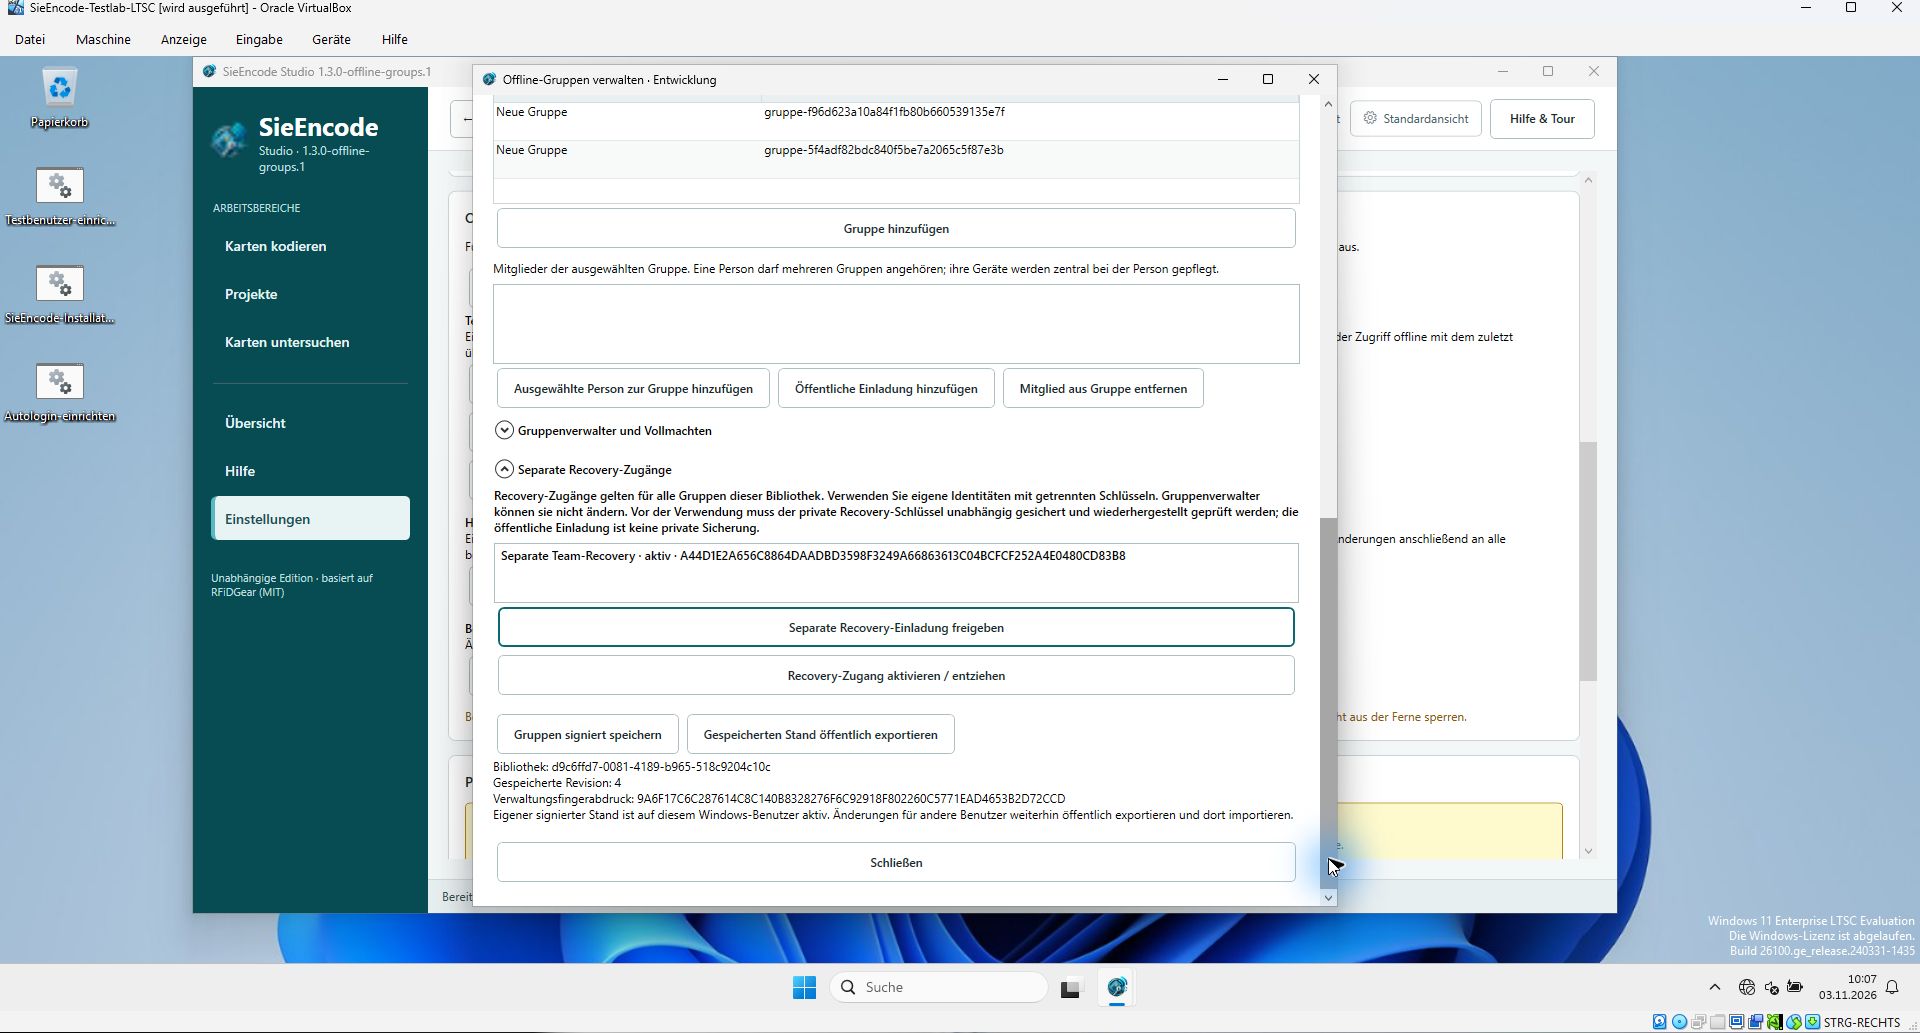 SieEncode-Testlab-LTSC [wird ausgeführt] - Oracle VirtualBox
Datei Maschine Anzeige Eingabe Geräte Hilfe
Papierkorb
Testbenutzer-einric...
SieEncode-Installat...
Autologin-einrichten
SieEncode Studio 1.3.0-offline-groups.1
SieEncode
Studio · 1.3.0-offline-
groups.1
ARBEITSBEREICHE
Karten kodieren
Projekte
Karten untersuchen
Übersicht
Hilfe
Einstellungen
Unabhängige Edition · basiert auf
RFiDGear (MIT)
Standardansicht
Hilfe & Tour
aus.
der Zugriff offline mit dem zuletzt
nderungen anschließend an alle
ht aus der Ferne sperren.
Bereit
Offline-Gruppen verwalten · Entwicklung
Neue Gruppe gruppe-f96d623a10a84f1fb80b660539135e7f
Neue Gruppe gruppe-5f4adf82bdc840f5be7a2065c5f87e3b
Gruppe hinzufügen
Mitglieder der ausgewählten Gruppe. Eine Person darf mehreren Gruppen angehören; ihre Geräte werden zentral bei der Person gepflegt.
Ausgewählte Person zur Gruppe hinzufügen Öffentliche Einladung hinzufügen Mitglied aus Gruppe entfernen
Gruppenverwalter und Vollmachten
Separate Recovery-Zugänge
Recovery-Zugänge gelten für alle Gruppen dieser Bibliothek. Verwenden Sie eigene Identitäten mit getrennten Schlüsseln. Gruppenverwalter
können sie nicht ändern. Vor der Verwendung muss der private Recovery-Schlüssel unabhängig gesichert und wiederhergestellt geprüft werden; die
öffentliche Einladung ist keine private Sicherung.
Separate Team-Recovery · aktiv · A44D1E2A656C8864DAADBD3598F3249A66863613C04BCFCF252A4E0480CD83B8
Separate Recovery-Einladung freigeben
Recovery-Zugang aktivieren / entziehen
Gruppen signiert speichern Gespeicherten Stand öffentlich exportieren
Bibliothek: d9c6ffd7-0081-4189-b965-518c9204c10c
Gespeicherte Revision: 4
Verwaltungsfingerabdruck: 9A6F17C6C287614C8C140B8328276F6C92918F802260C5771EAD4653B2D72CCD
Eigener signierter Stand ist auf diesem Windows-Benutzer aktiv. Änderungen für andere Benutzer weiterhin öffentlich exportieren und dort importieren.
Schließen
Windows 11 Enterprise LTSC Evaluation
Die Windows-Lizenz ist abgelaufen.
Build 26100.ge_release.240331-1435
Suche
10:07
03.11.2026
STRG-RECHTS